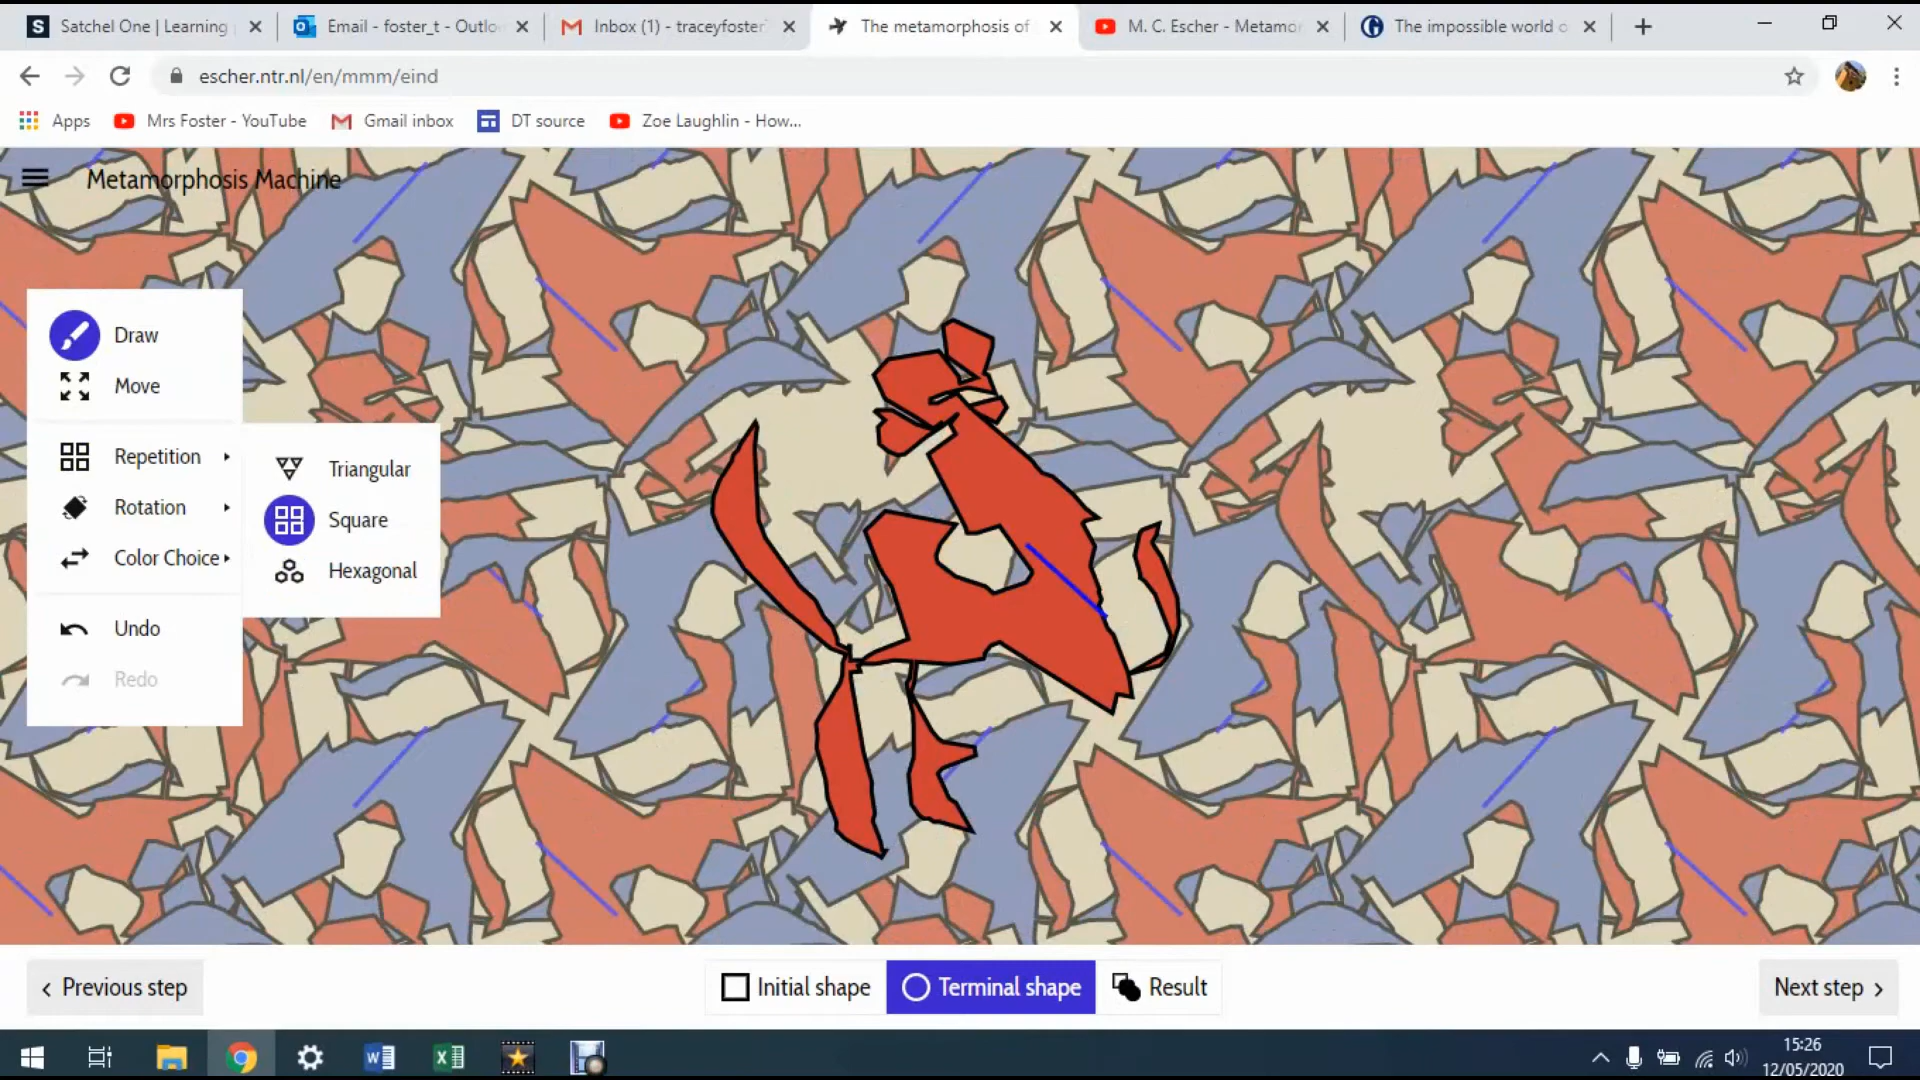 Satchel One | Learning
Email - foster_t - Outlo
Inbox (1) - traceyfoster
The metamorphosis of
M. C. Escher - Metamor
The impossible world o
escher.ntr.nl/en/mmm/eind
Apps
Mrs Foster - YouTube
Gmail inbox
DT source
Zoe Laughlin - How...
Metamorphosis Machine
Draw
Move
Repetition
Rotation
Color Choice
Undo
Redo
Triangular
Square
Hexagonal
Previous step
Initial shape
Terminal shape
Result
Next step
15:26
12/05/2020